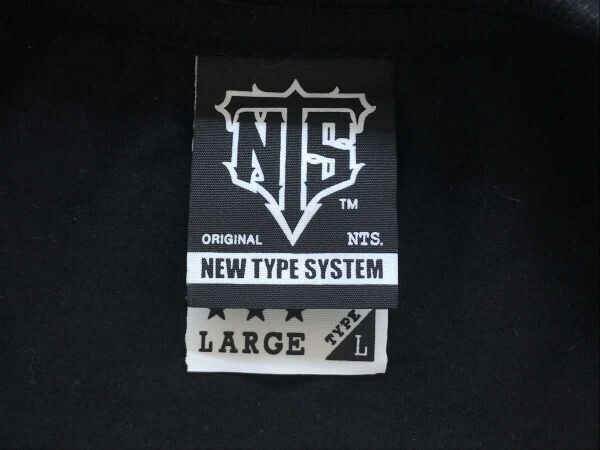 NTS
TM
ORIGINAL NTS.
NEW TYPE SYSTEM
LARGE TYPE L